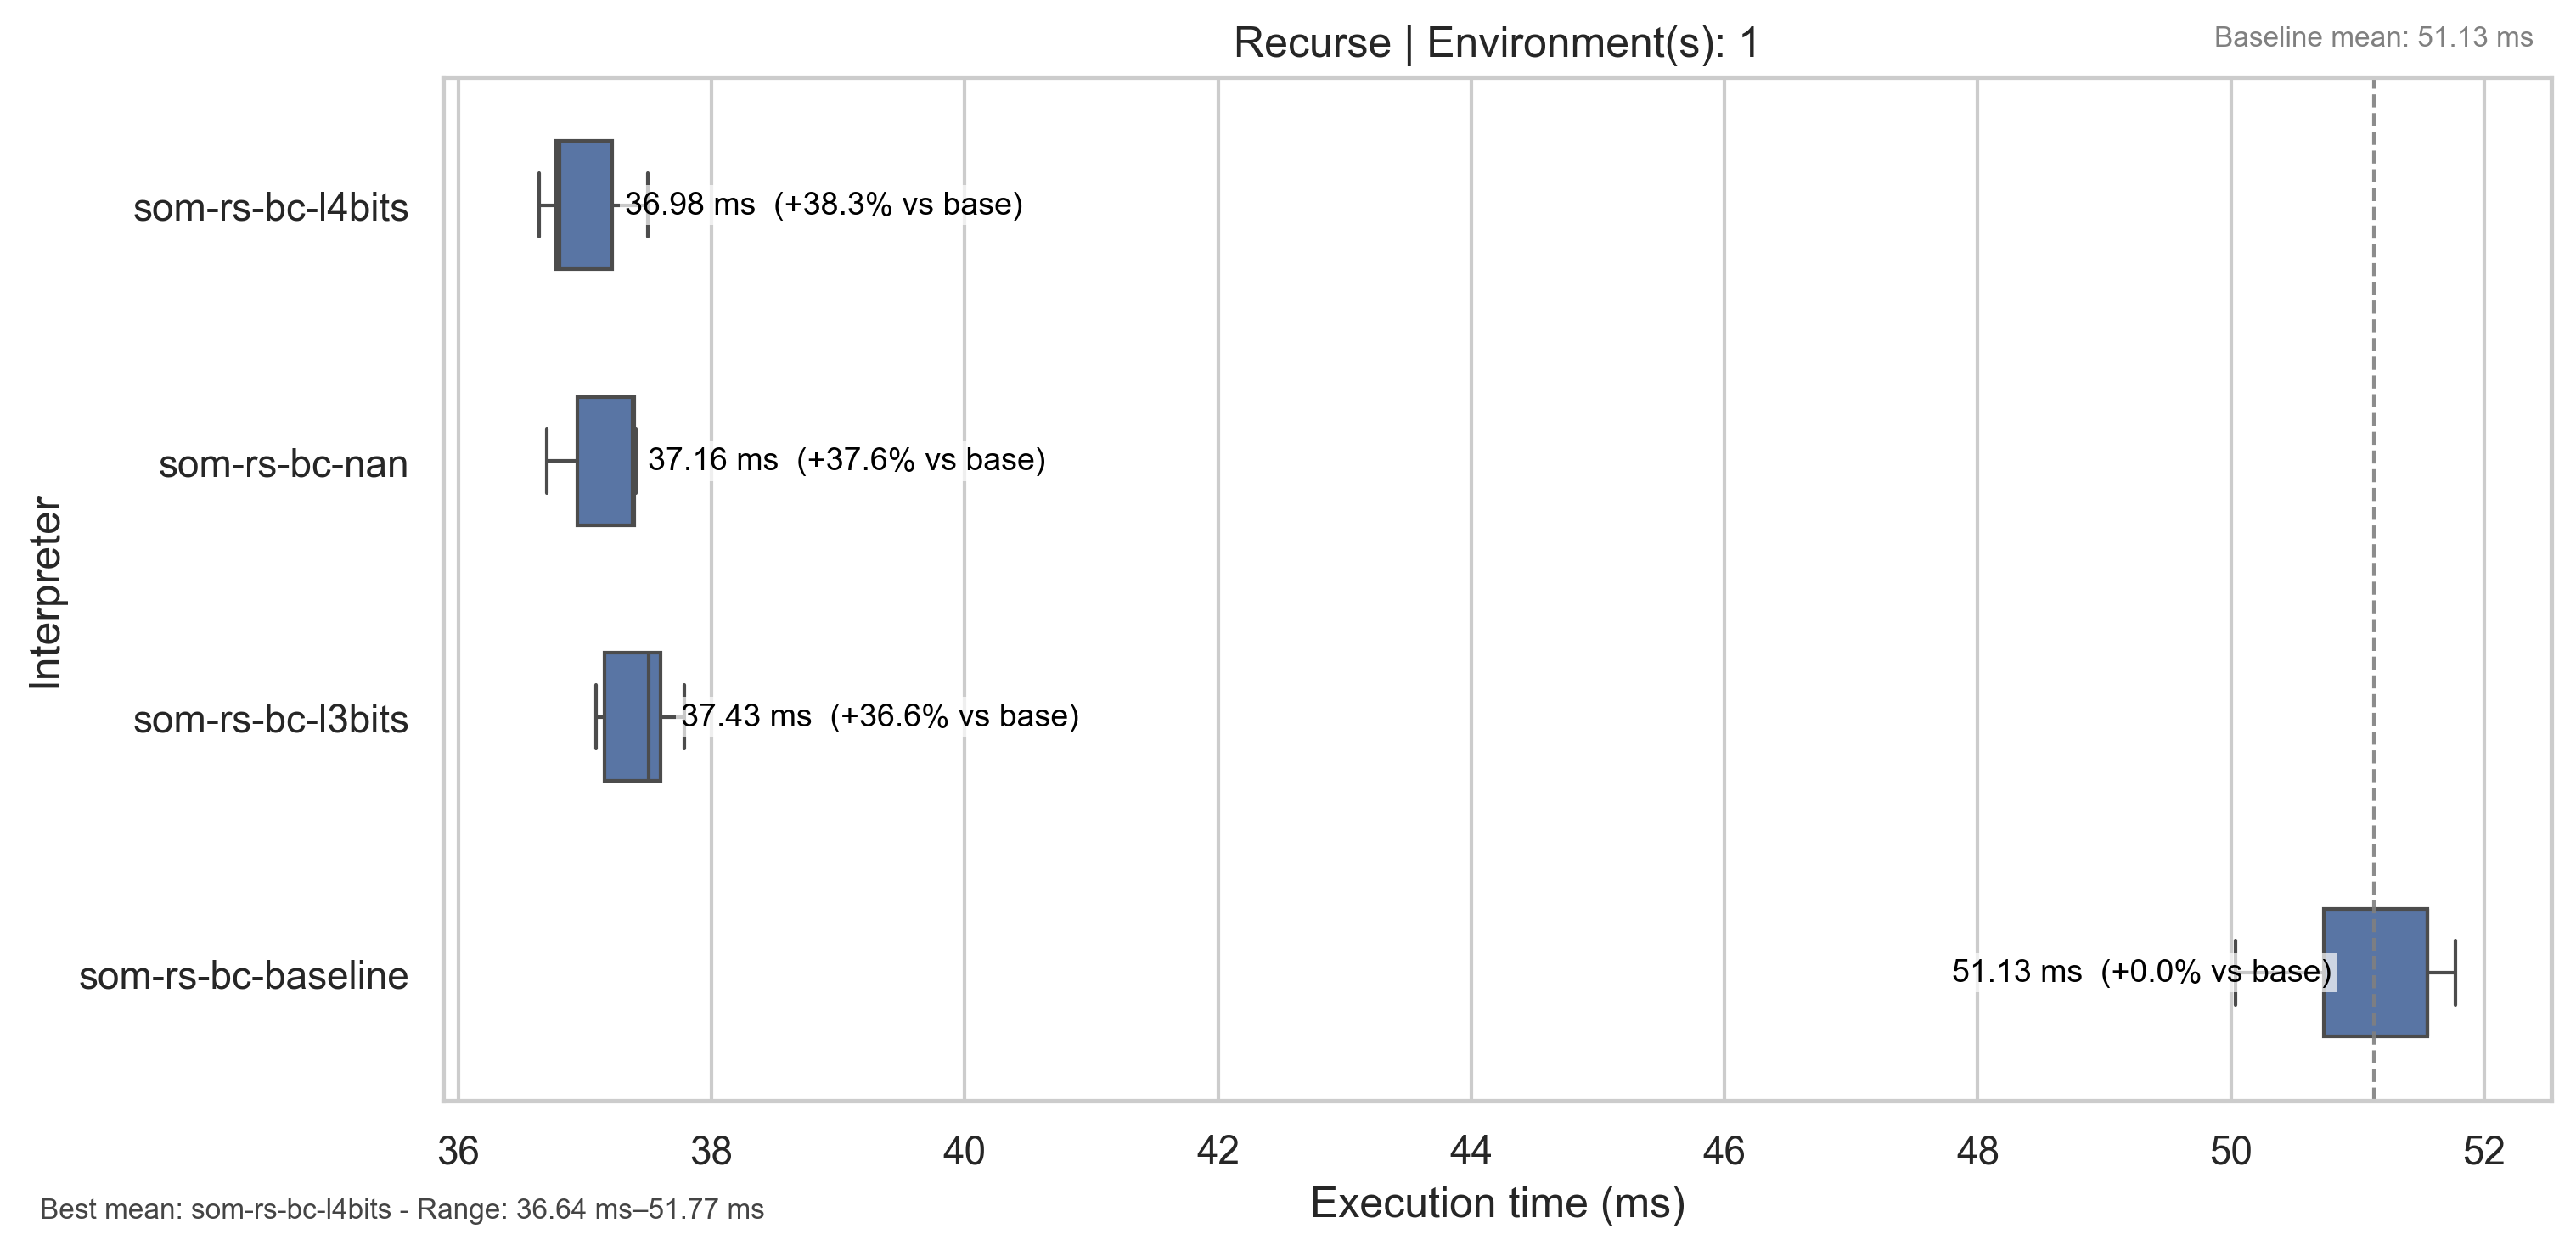 Recurse | Environment(s): 1
Baseline mean: 51.13 ms
Interpreter
som-rs-bc-l4bits
36.98 ms (+38.3% vs base)
som-rs-bc-nan
37.16 ms (+37.6% vs base)
som-rs-bc-l3bits
37.43 ms (+36.6% vs base)
som-rs-bc-baseline
51.13 ms (+0.0% vs base)
36 38 40 42 44 46 48 50 52
Execution time (ms)
Best mean: som-rs-bc-l4bits - Range: 36.64 ms–51.77 ms